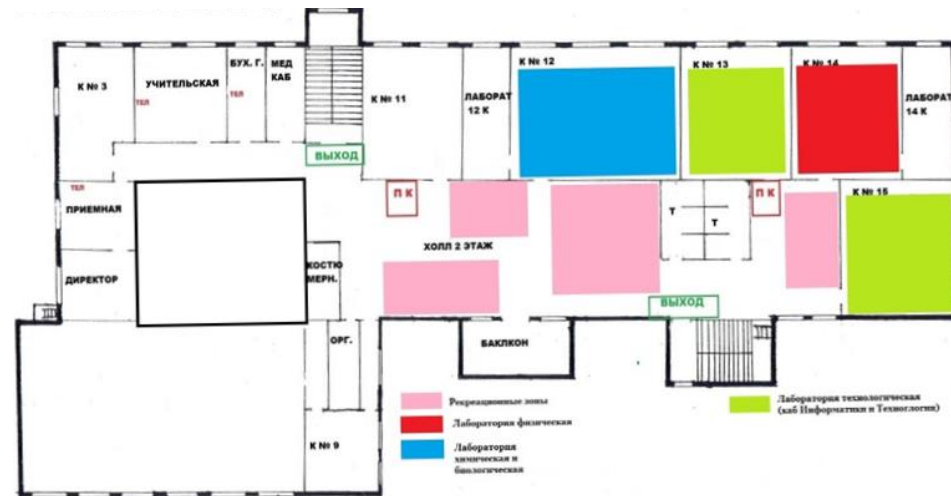 К № 3
УЧИТЕЛЬСКАЯ
ТЕЛ
БУХ. Г.
ТЕЛ
МЕД
КАБ
К № 11
ЛАБОРАТ
12 К
К № 12
К № 13
К № 14
ЛАБОРАТ
14 К
ВЫХОД
ТЕЛ
ПРИЕМНАЯ
П К
Т
Т
П К
К № 15
ДИРЕКТОР
КОСТЮ
МЕРН.
ХОЛЛ 2 ЭТАЖ
ВЫХОД
ОРГ.
БАКЛКОН
К № 9
Рекреационные зоны
Лаборатория физическая
Лаборатория
химическая и
биологическая
Лаборатория технологическая
(каб Информатики и Техноглогии)